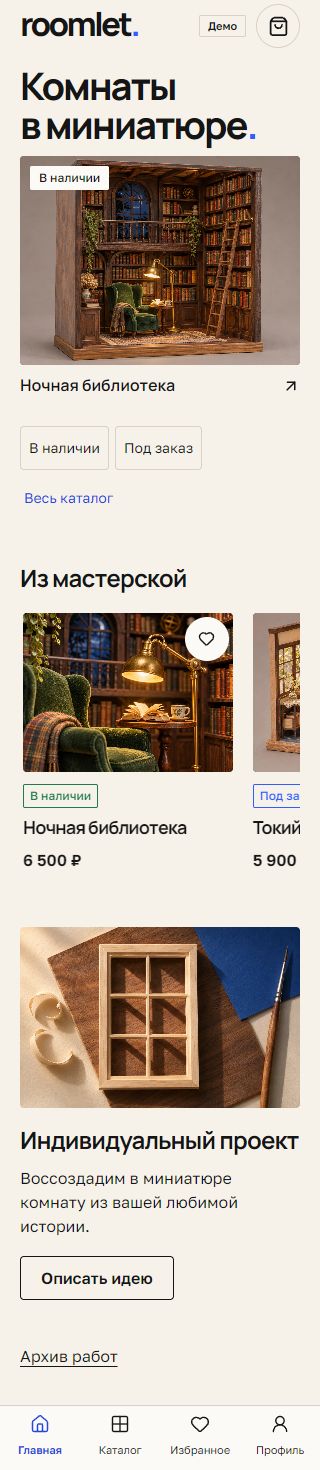 roomlet.
Демо
Комнаты
в миниатюре.
В наличии
Ночная библиотека
В наличии
Под заказ
Весь каталог
Из мастерской
В наличии
Под за
Ночная библиотека
Токий
6 500 ₽
5 900
Индивидуальный проект
Воссоздадим в миниатюре
комнату из вашей любимой
истории.
Описать идею
Архив работ
Главная
Каталог
Избранное
Профиль